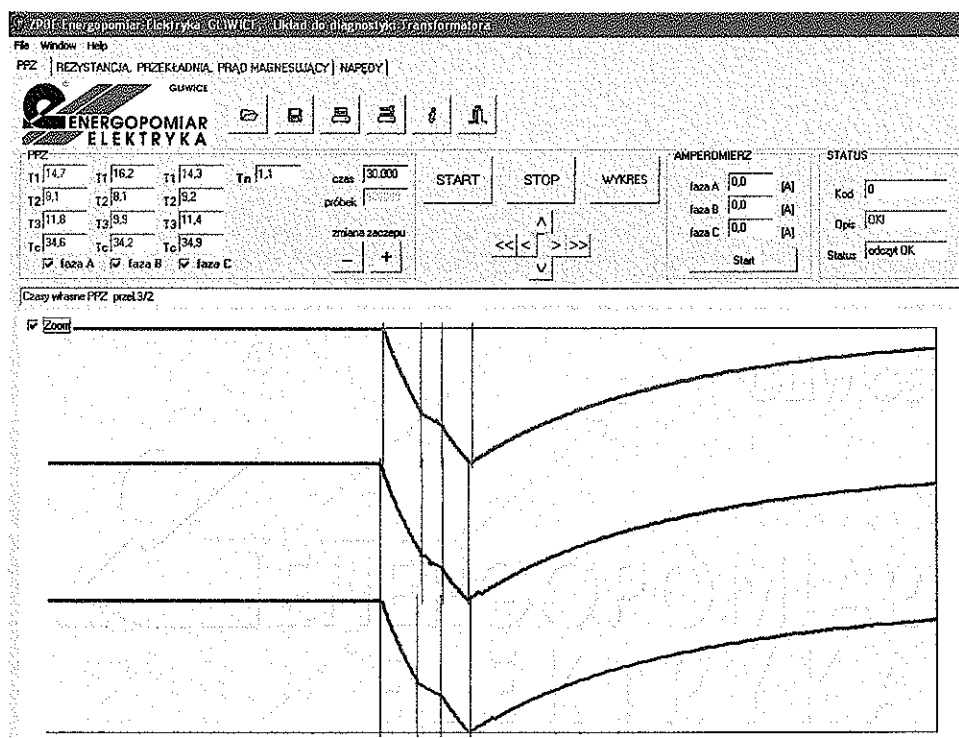 ZPBE Energopomiar-Elektryka GLIWICE - Układ do diagnostyki Transformatora
File Window Help
PPZ REZYSTANCJA, PRZEKŁADNIA, PRĄD MAGNESUJĄCY NAPĘDY
GLIWICE
ENERGOPOMIAR
ELEKTRYKA
PPZ
T1 14,7 T1 16,2 T1 14,3 Tn 1,1
T2 T2 8,1 T2 9,2
T3 11,8 T3 9,9 T3 11,4
Tc 34,6 Tc 34,2 Tc 34,9
faza A faza B faza C
czas 30.000
próbek
zmiana zaczepu
- +
START STOP WYKRES
^
<< < > >>
v
AMPEROMIERZ
faza A 0,0 [A]
faza B 0,0 [A]
faza C 0,0 [A]
Start
STATUS
Kod 0
Opis OK!
Status odczyt OK
Czasy własne PPZ przeł.3/2
Zoom